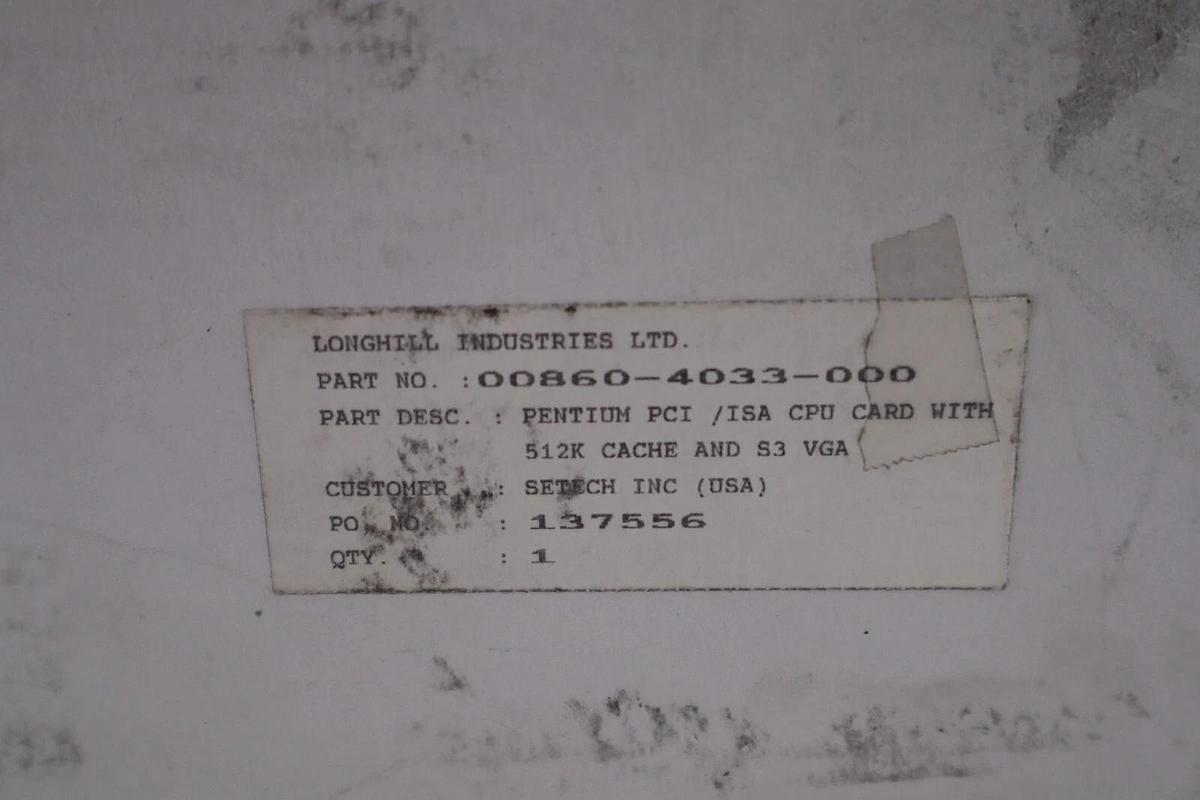 LONGHILL INDUSTRIES LTD.
PART NO. :00860-4033-000
PART DESC. : PENTIUM PCI /ISA CPU CARD WITH
512K CACHE AND S3 VGA
CUSTOMER : SETECH INC (USA)
PO. NO. : 137556
QTY. : 1